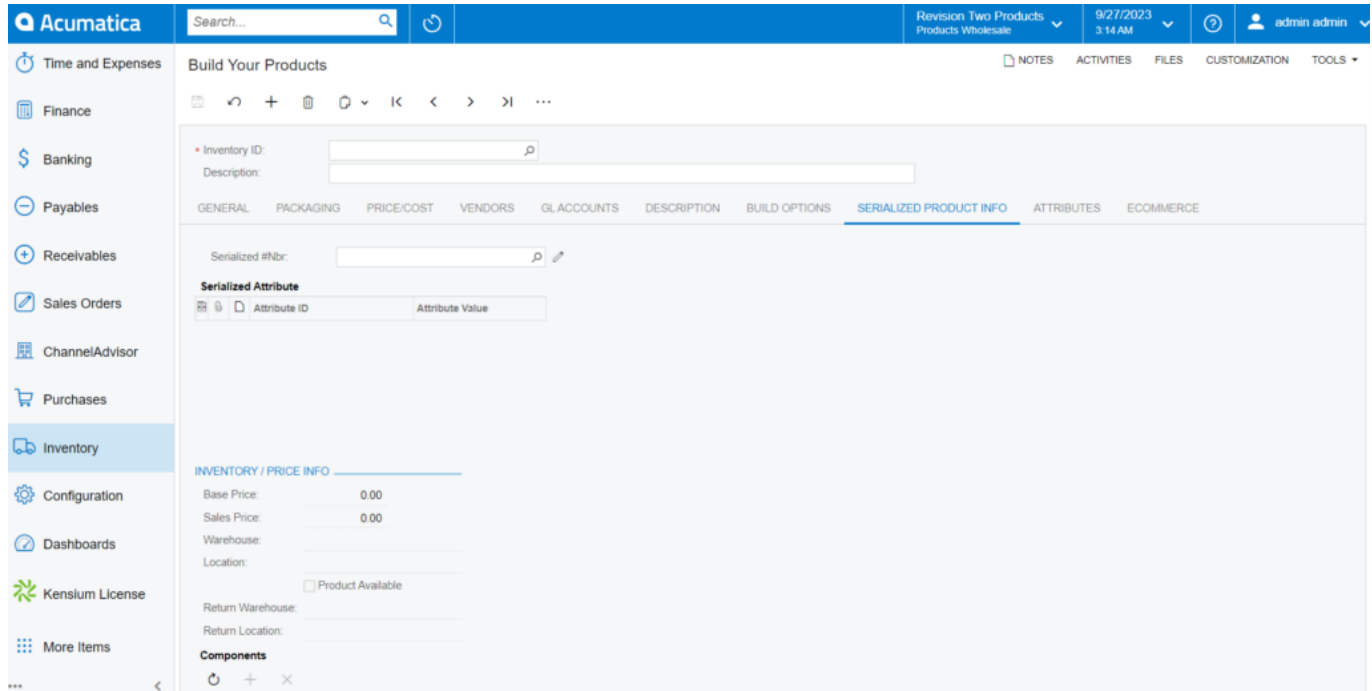 Acumatica
Search...
Revision Two Products
Products Wholesale
9/27/2023
3:14 AM
admin admin
Time and Expenses
Finance
Banking
Payables
Receivables
Sales Orders
ChannelAdvisor
Purchases
Inventory
Configuration
Dashboards
Kensium License
More Items
Build Your Products
NOTES ACTIVITIES FILES CUSTOMIZATION TOOLS
* Inventory ID:
Description:
GENERAL PACKAGING PRICE/COST VENDORS GL ACCOUNTS DESCRIPTION BUILD OPTIONS SERIALIZED PRODUCT INFO ATTRIBUTES ECOMMERCE
Serialized #Nbr:
Serialized Attribute
Attribute ID Attribute Value
INVENTORY / PRICE INFO
Base Price: 0.00
Sales Price: 0.00
Warehouse:
Location:
Product Available
Return Warehouse:
Return Location:
Components